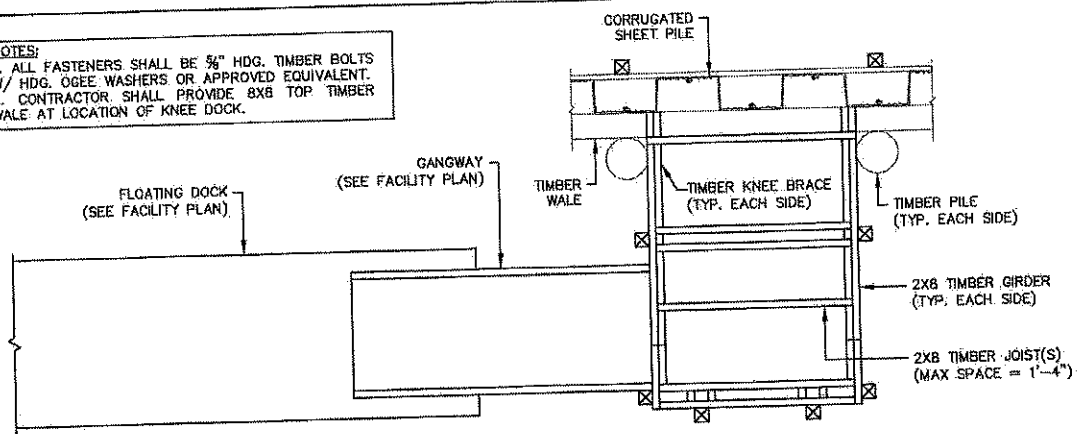 OTES:
ALL FASTENERS SHALL BE ⅝" HDG. TIMBER BOLTS
/ HDG. OGEE WASHERS OR APPROVED EQUIVALENT.
CONTRACTOR SHALL PROVIDE 8X8 TOP TIMBER
WALE AT LOCATION OF KNEE DOCK.
CORRUGATED
SHEET PILE
FLOATING DOCK
(SEE FACILITY PLAN)
GANGWAY
(SEE FACILITY PLAN)
TIMBER
WALE
TIMBER KNEE BRACE
(TYP. EACH SIDE)
TIMBER PILE
(TYP. EACH SIDE)
2X8 TIMBER GIRDER
(TYP. EACH SIDE)
2X8 TIMBER JOIST(S)
(MAX SPACE = 1'-4")